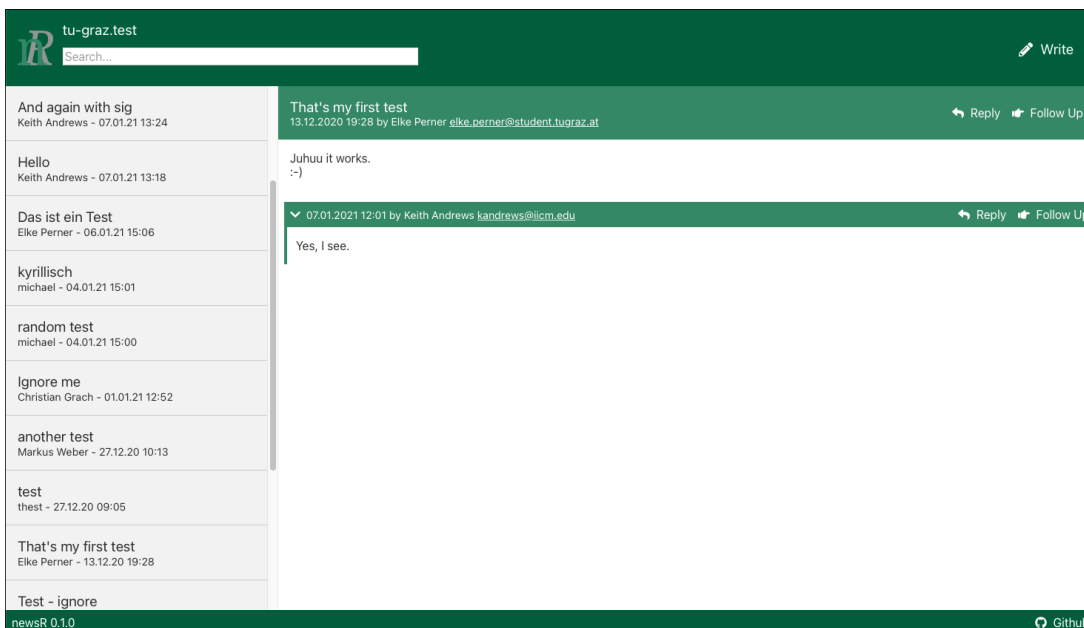 tu-graz.test
nR
Search...
Write
And again with sig
Keith Andrews - 07.01.21 13:24
Hello
Keith Andrews - 07.01.21 13:18
Das ist ein Test
Elke Perner - 06.01.21 15:06
kyrillisch
michael - 04.01.21 15:01
random test
michael - 04.01.21 15:00
Ignore me
Christian Grach - 01.01.21 12:52
another test
Markus Weber - 27.12.20 10:13
test
thest - 27.12.20 09:05
That's my first test
Elke Perner - 13.12.20 19:28
Test - ignore
That's my first test
13.12.2020 19:28 by Elke Perner elke.perner@student.tugraz.at
Reply Follow Up
Juhuu it works.
:-)
07.01.2021 12:01 by Keith Andrews kandrews@iicm.edu
Reply Follow Up
Yes, I see.
newsR 0.1.0
Github